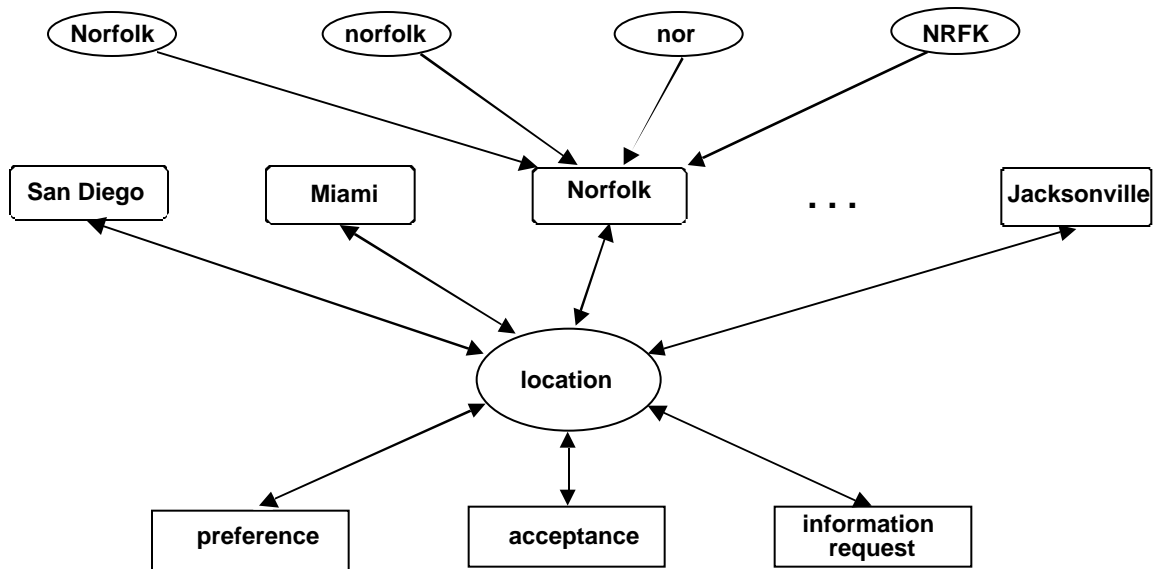 Norfolk
norfolk
nor
NRFK
San Diego
Miami
Norfolk
. . .
Jacksonville
location
preference
acceptance
information
request